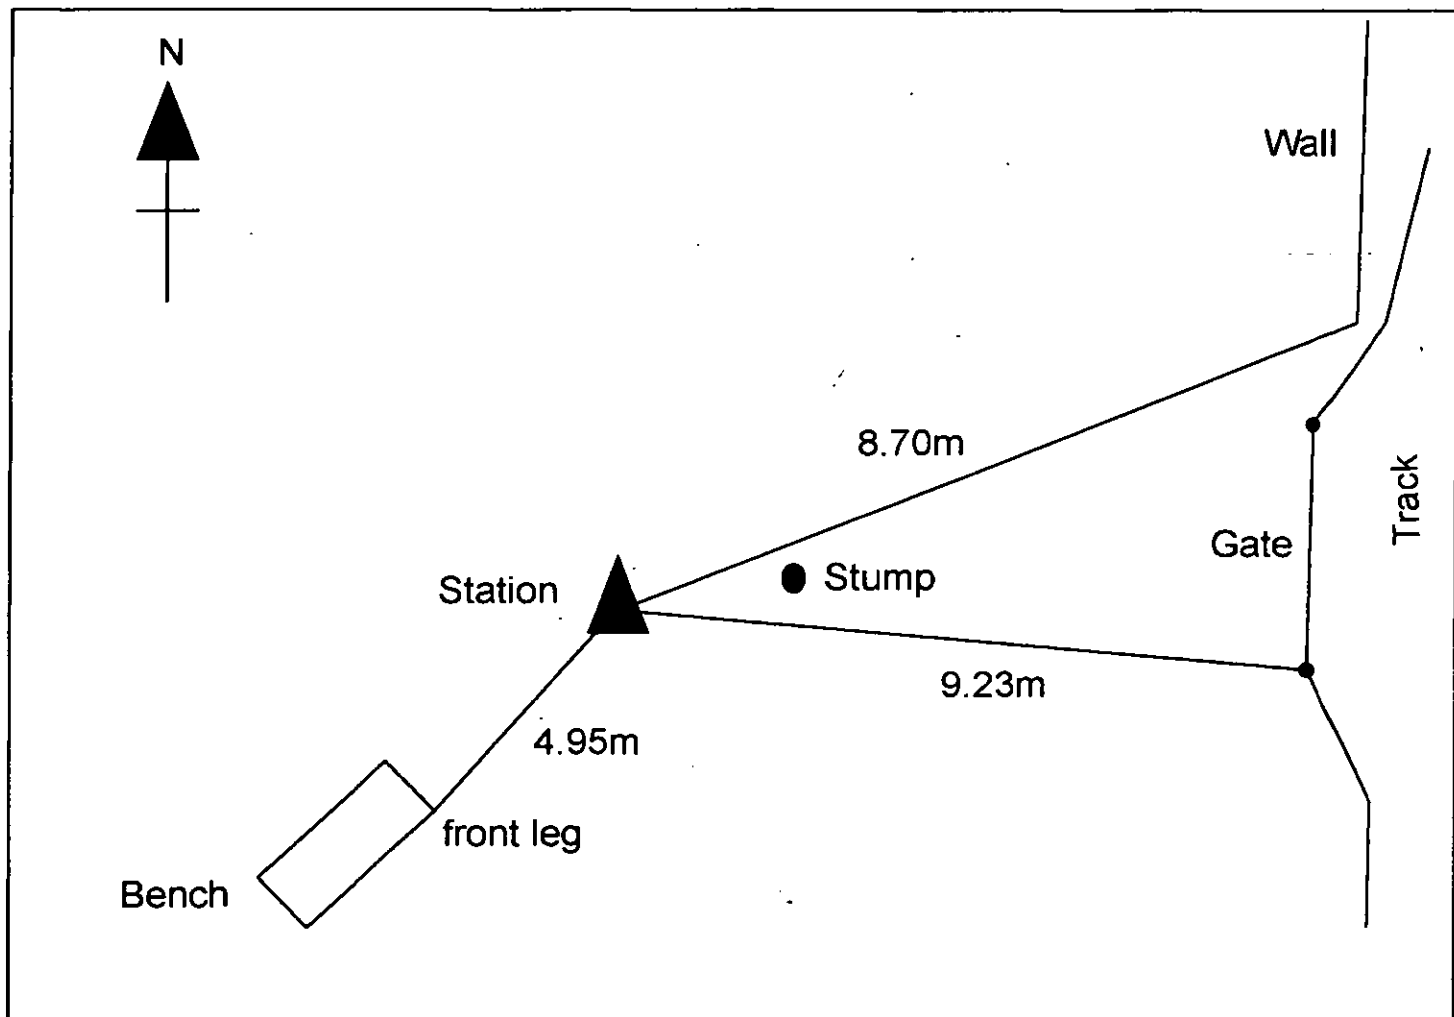 N
Wall
8.70m
Track
Gate
Station
Stump
9.23m
4.95m
front leg
Bench